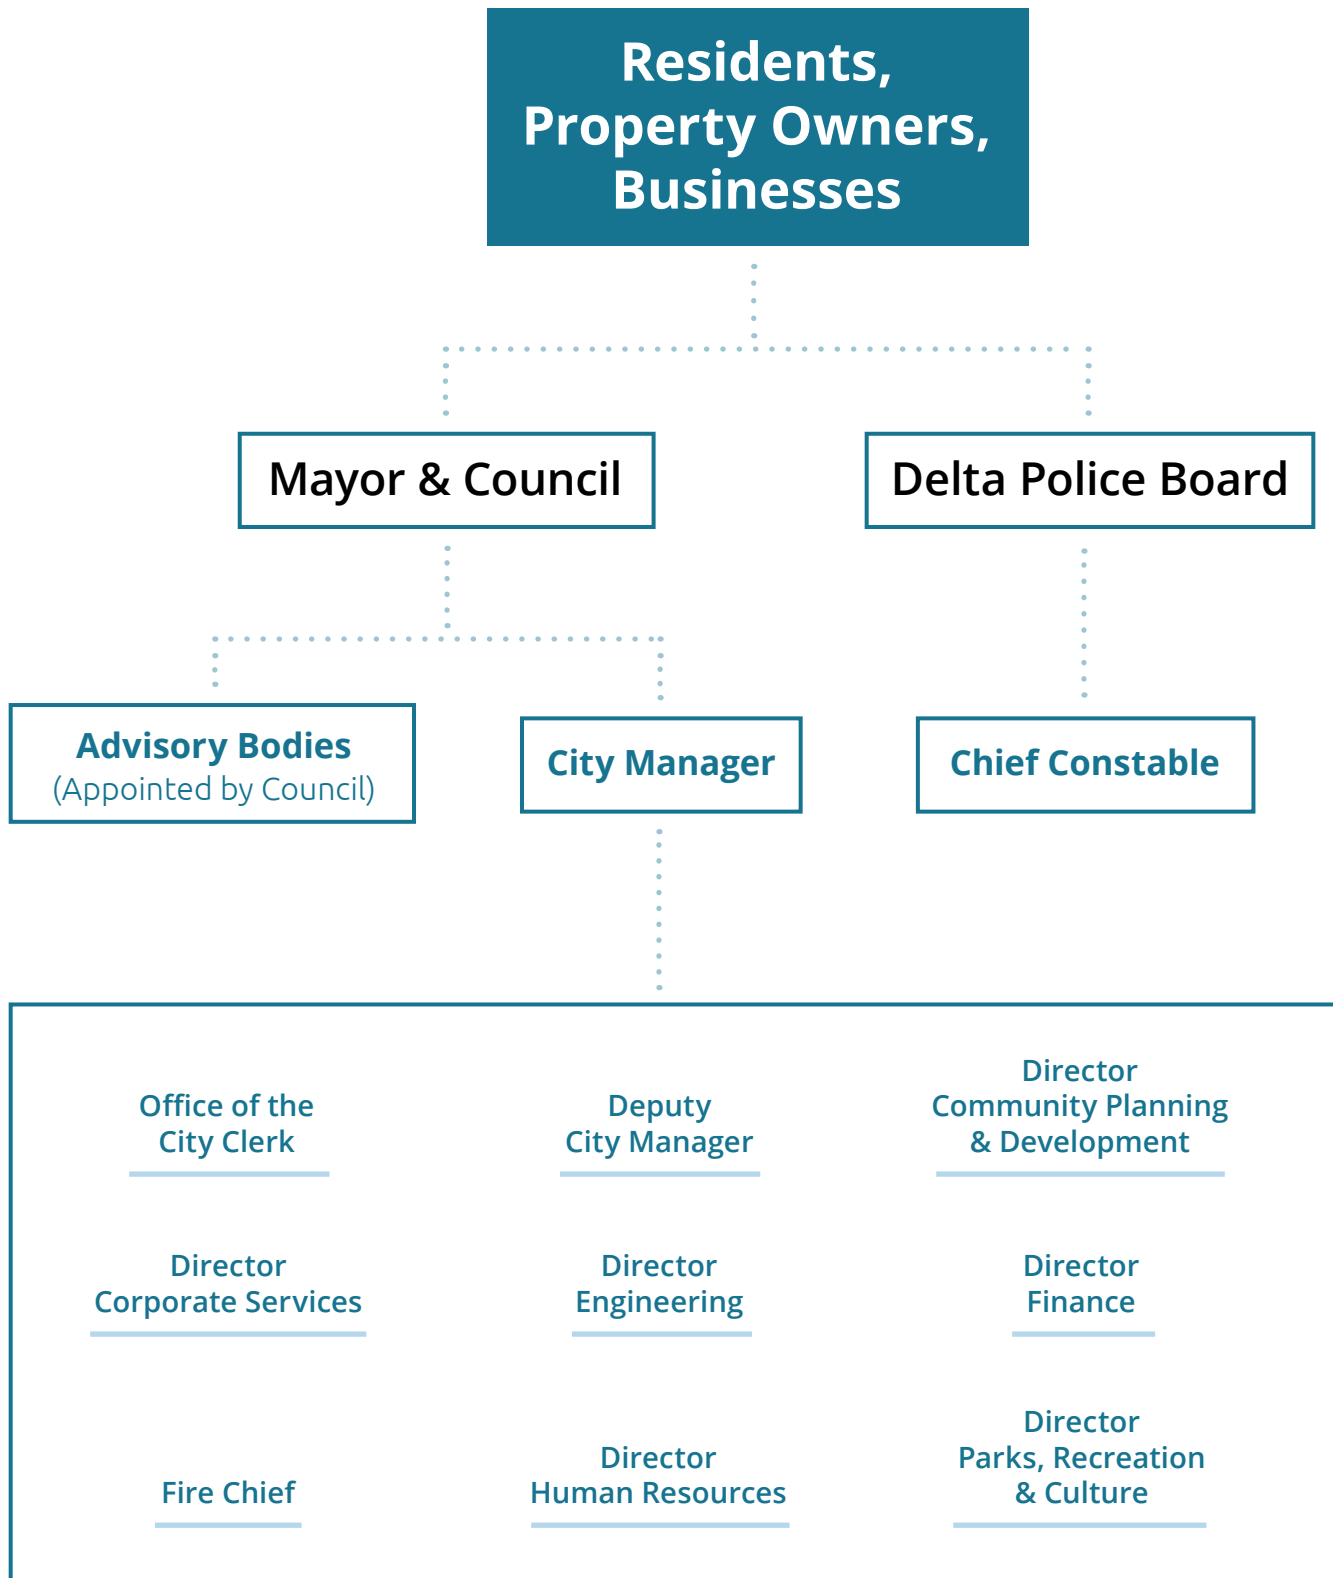 Residents,
Property Owners,
Businesses
Mayor & Council
Delta Police Board
Advisory Bodies
(Appointed by Council)
City Manager
Chief Constable
Office of the
City Clerk
Deputy
City Manager
Director
Community Planning
& Development
Director
Corporate Services
Director
Engineering
Director
Finance
Fire Chief
Director
Human Resources
Director
Parks, Recreation
& Culture